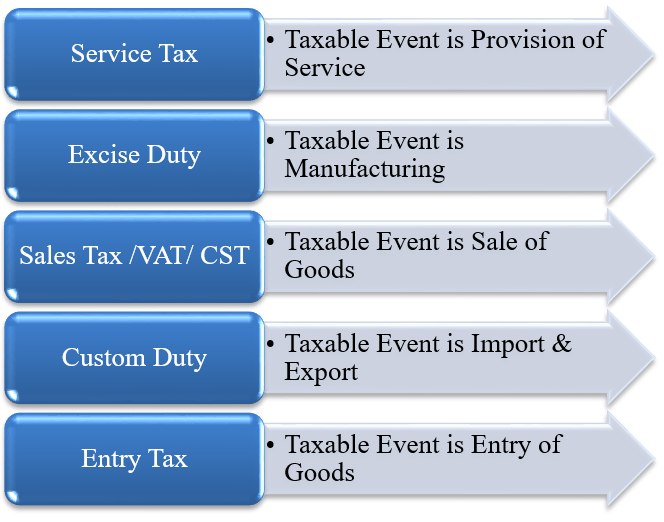 Service Tax
• Taxable Event is Provision of
Service
Excise Duty
• Taxable Event is
Manufacturing
Sales Tax /VAT/ CST
• Taxable Event is Sale of
Goods
Custom Duty
• Taxable Event is Import &
Export
Entry Tax
• Taxable Event is Entry of
Goods